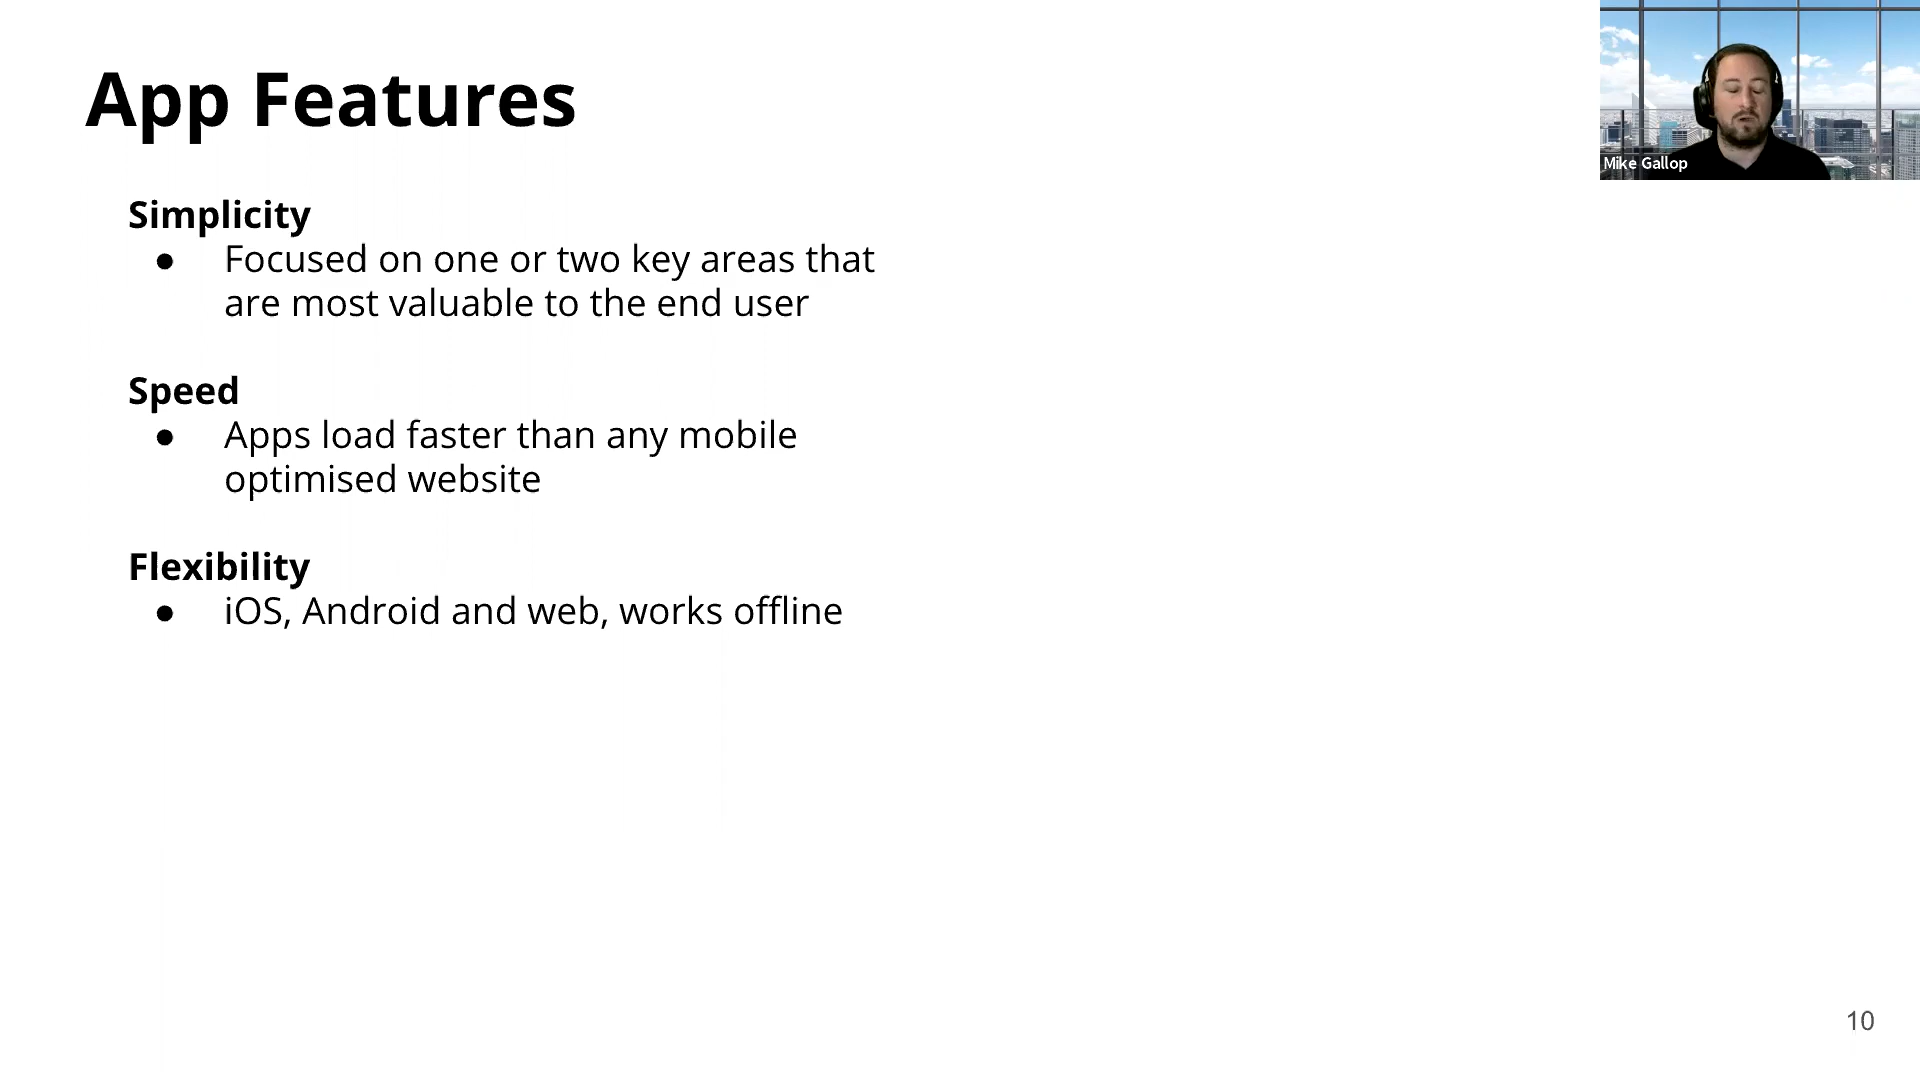 App Features
Mike Gallop
Simplicity
● Focused on one or two key areas that
are most valuable to the end user
Speed
● Apps load faster than any mobile
optimised website
Flexibility
● iOS, Android and web, works offline
10